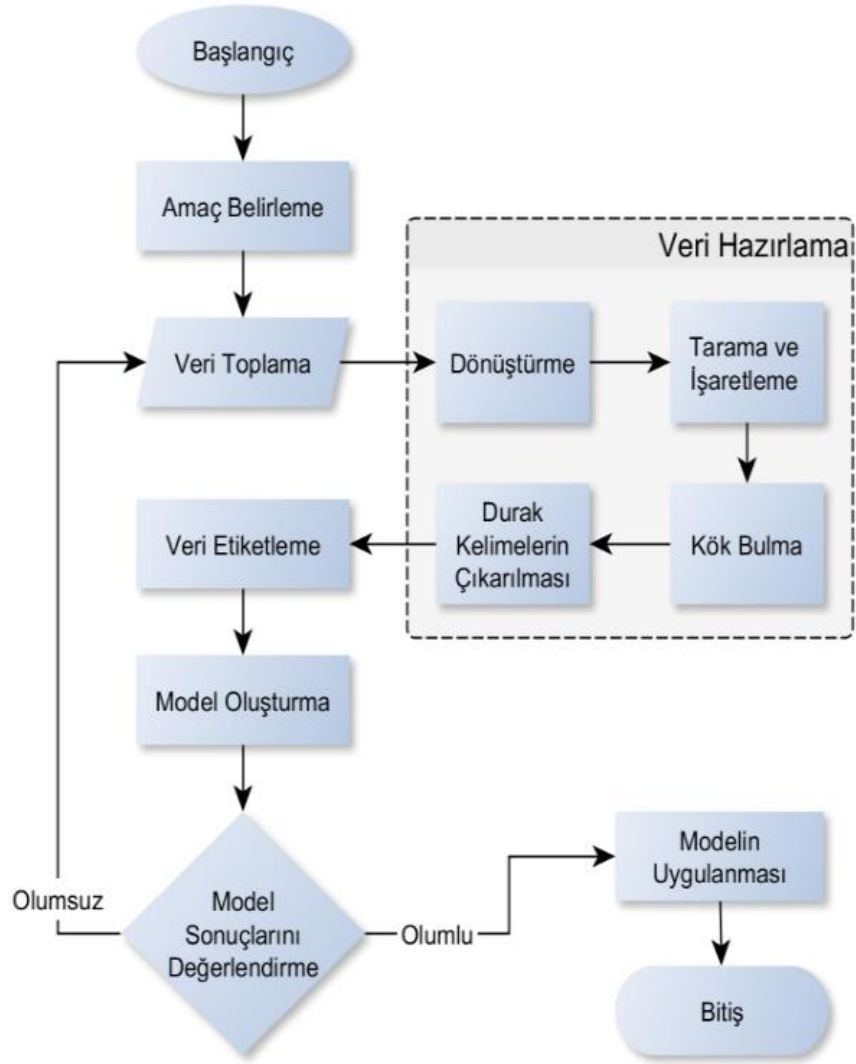 Başlangıç
Amaç Belirleme
Veri Toplama
Veri Hazırlama
Dönüştürme
Tarama ve
İşaretleme
Kök Bulma
Durak
Kelimelerin
Çıkarılması
Veri Etiketleme
Model Oluşturma
Model
Sonuçlarını
Değerlendirme
Olumsuz
Olumlu
Modelin
Uygulanması
Bitiş